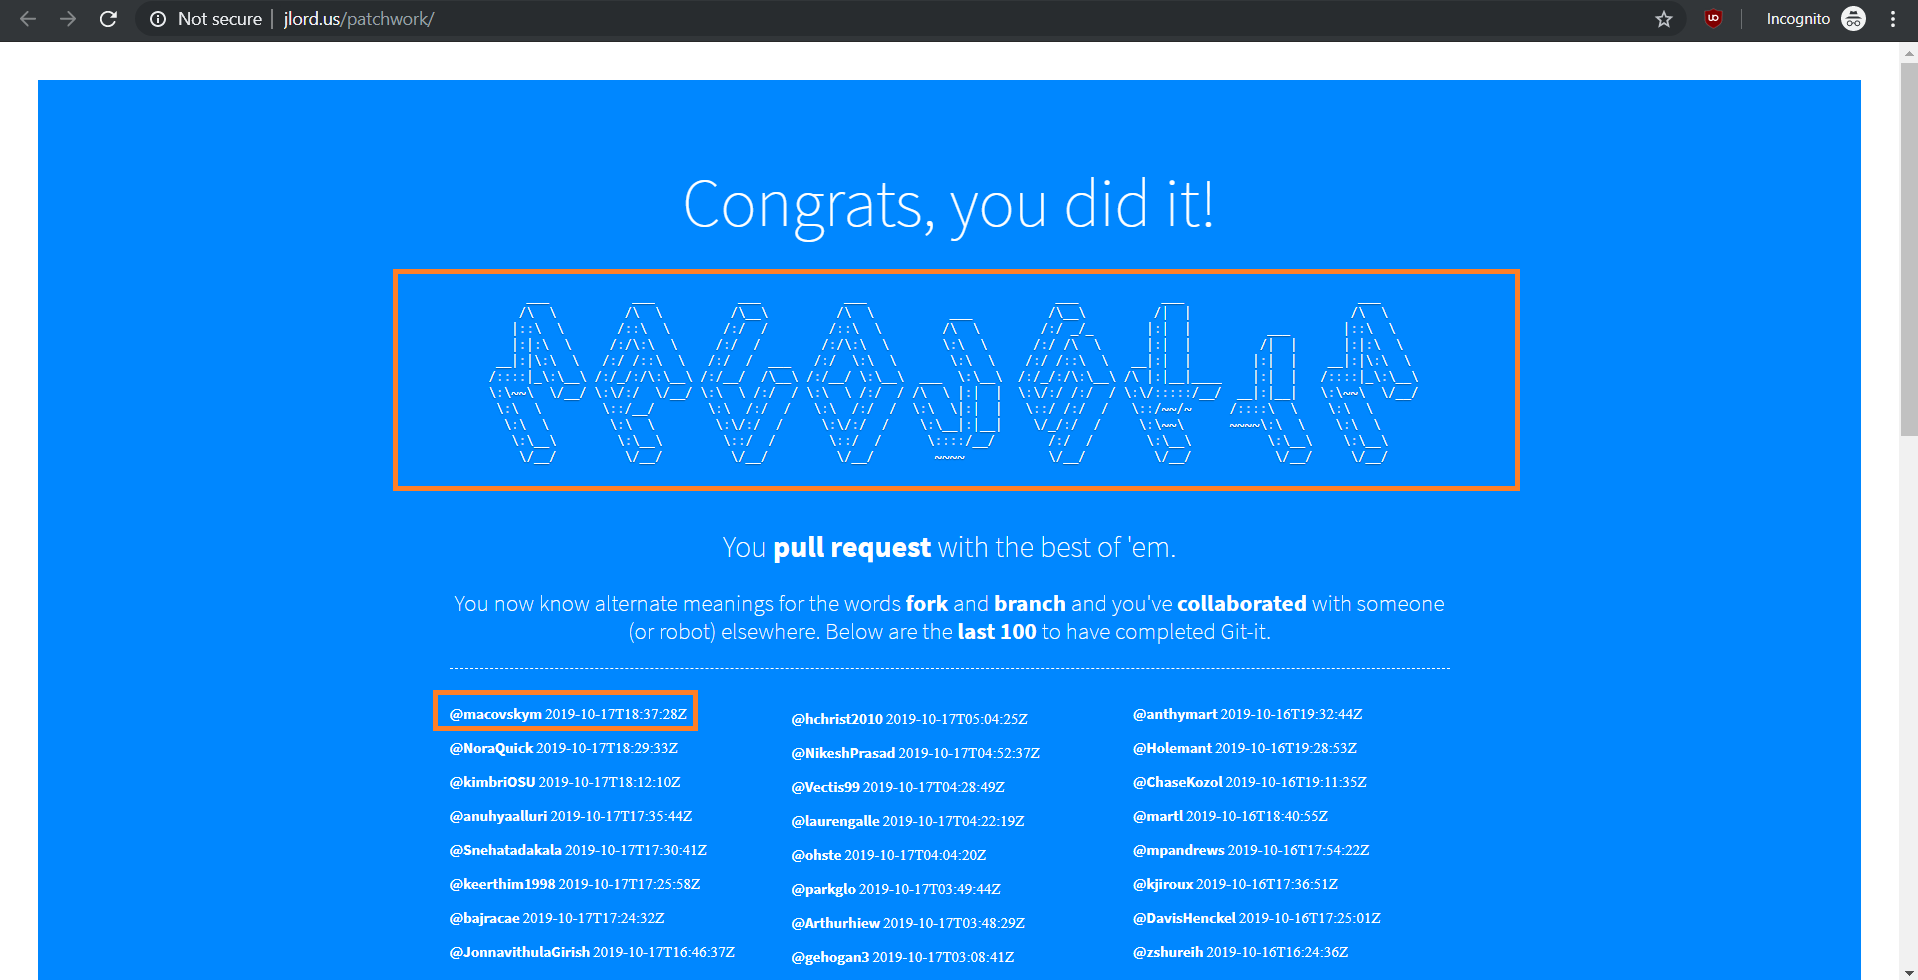 Not secure | jlord.us/patchwork/
Incognito
Congrats, you did it!
MACOVSKYM
You pull request with the best of 'em.
You now know alternate meanings for the words fork and branch and you've collaborated with someone
(or robot) elsewhere. Below are the last 100 to have completed Git-it.
@macovskym 2019-10-17T18:37:28Z
@NoraQuick 2019-10-17T18:29:33Z
@kimbriOSU 2019-10-17T18:12:10Z
@anuhyaalluri 2019-10-17T17:35:44Z
@Snehatadakala 2019-10-17T17:30:41Z
@keerthim1998 2019-10-17T17:25:58Z
@bajracae 2019-10-17T17:24:32Z
@JonnavithulaGirish 2019-10-17T16:46:37Z
@hchrist2010 2019-10-17T05:04:25Z
@NikeshPrasad 2019-10-17T04:52:37Z
@Vectis99 2019-10-17T04:28:49Z
@laurengalle 2019-10-17T04:22:19Z
@ohste 2019-10-17T04:04:20Z
@parkglo 2019-10-17T03:49:44Z
@Arthurhiew 2019-10-17T03:48:29Z
@gehogan3 2019-10-17T03:08:41Z
@anthymart 2019-10-16T19:32:44Z
@Holemant 2019-10-16T19:28:53Z
@ChaseKozol 2019-10-16T19:11:35Z
@martl 2019-10-16T18:40:55Z
@mpandrews 2019-10-16T17:54:22Z
@kjiroux 2019-10-16T17:36:51Z
@DavisHenckel 2019-10-16T17:25:01Z
@zshureih 2019-10-16T16:24:36Z